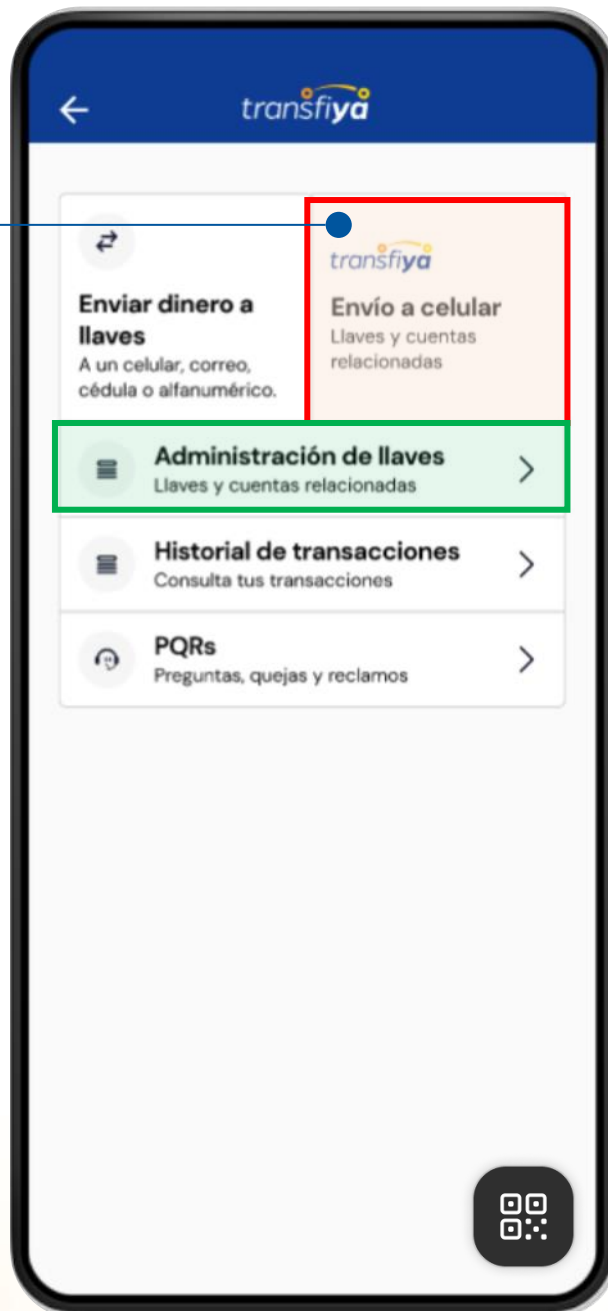 transfiya
Enviar dinero a
llaves
A un celular, correo,
cédula o alfanumérico.
transfiya
Envío a celular
Llaves y cuentas
relacionadas
Administración de llaves
Llaves y cuentas relacionadas
Historial de transacciones
Consulta tus transacciones
PQRs
Preguntas, quejas y reclamos